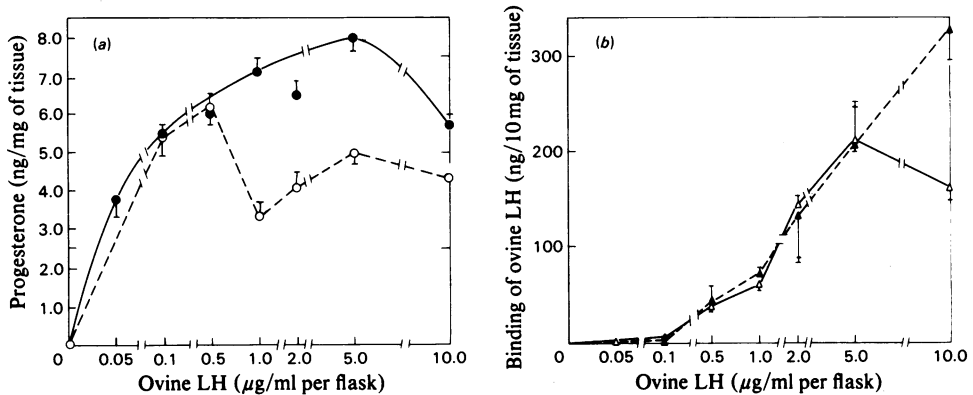 (a)
Progesterone (ng/mg of tissue)
8.0
7.0
6.0
5.0
4.0
3.0
2.0
1.0
0
0 0.05 0.1 0.5 1.0 2.0 5.0 10.0
Ovine LH (μg/ml per flask)
(b)
Binding of ovine LH (ng/10 mg of tissue)
300
200
100
0 0.05 0.1 0.5 1.0 2.0 5.0 10.0
Ovine LH (μg/ml per flask)